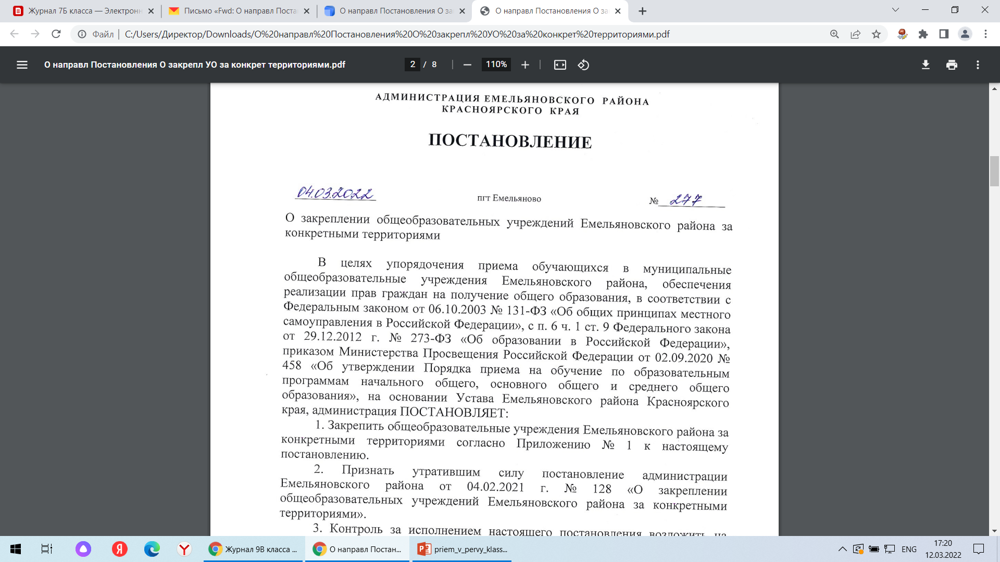 Журнал 7Б класса — Электронн
Письмо «Fwd: О направл Поста
О направл Постановления О за
О направл Постановления О за
Файл
C:/Users/Директор/Downloads/О%20направл%20Постановления%20О%20закрепл%20УО%20за%20конкрет%20территориями.pdf
О направл Постановления О закрепл УО за конкрет территориями.pdf
2 / 8
110%
АДМИНИСТРАЦИЯ ЕМЕЛЬЯНОВСКОГО РАЙОНА
КРАСНОЯРСКОГО КРАЯ
ПОСТАНОВЛЕНИЕ
04.03.2022 пгт Емельяново № 277
О закреплении общеобразовательных учреждений Емельяновского района за
конкретными территориями
В целях упорядочения приема обучающихся в муниципальные
общеобразовательные учреждения Емельяновского района, обеспечения
реализации прав граждан на получение общего образования, в соответствии с
Федеральным законом от 06.10.2003 № 131-ФЗ «Об общих принципах местного
самоуправления в Российской Федерации», с п. 6 ч. 1 ст. 9 Федерального закона
от 29.12.2012 г. № 273-ФЗ «Об образовании в Российской Федерации»,
приказом Министерства Просвещения Российской Федерации от 02.09.2020 №
458 «Об утверждении Порядка приема на обучение по образовательным
программам начального общего, основного общего и среднего общего
образования», на основании Устава Емельяновского района Красноярского
края, администрация ПОСТАНОВЛЯЕТ:
1. Закрепить общеобразовательные учреждения Емельяновского района за
конкретными территориями согласно Приложению № 1 к настоящему
постановлению.
2. Признать утратившим силу постановление администрации
Емельяновского района от 04.02.2021 г. № 128 «О закреплении
общеобразовательных учреждений Емельяновского района за конкретными
территориями».
3. Контроль за исполнением настоящего постановления возложить на
Журнал 9В класса ...
О направл Постан...
priem_v_pervy_klass...
ENG
17:20
12.03.2022